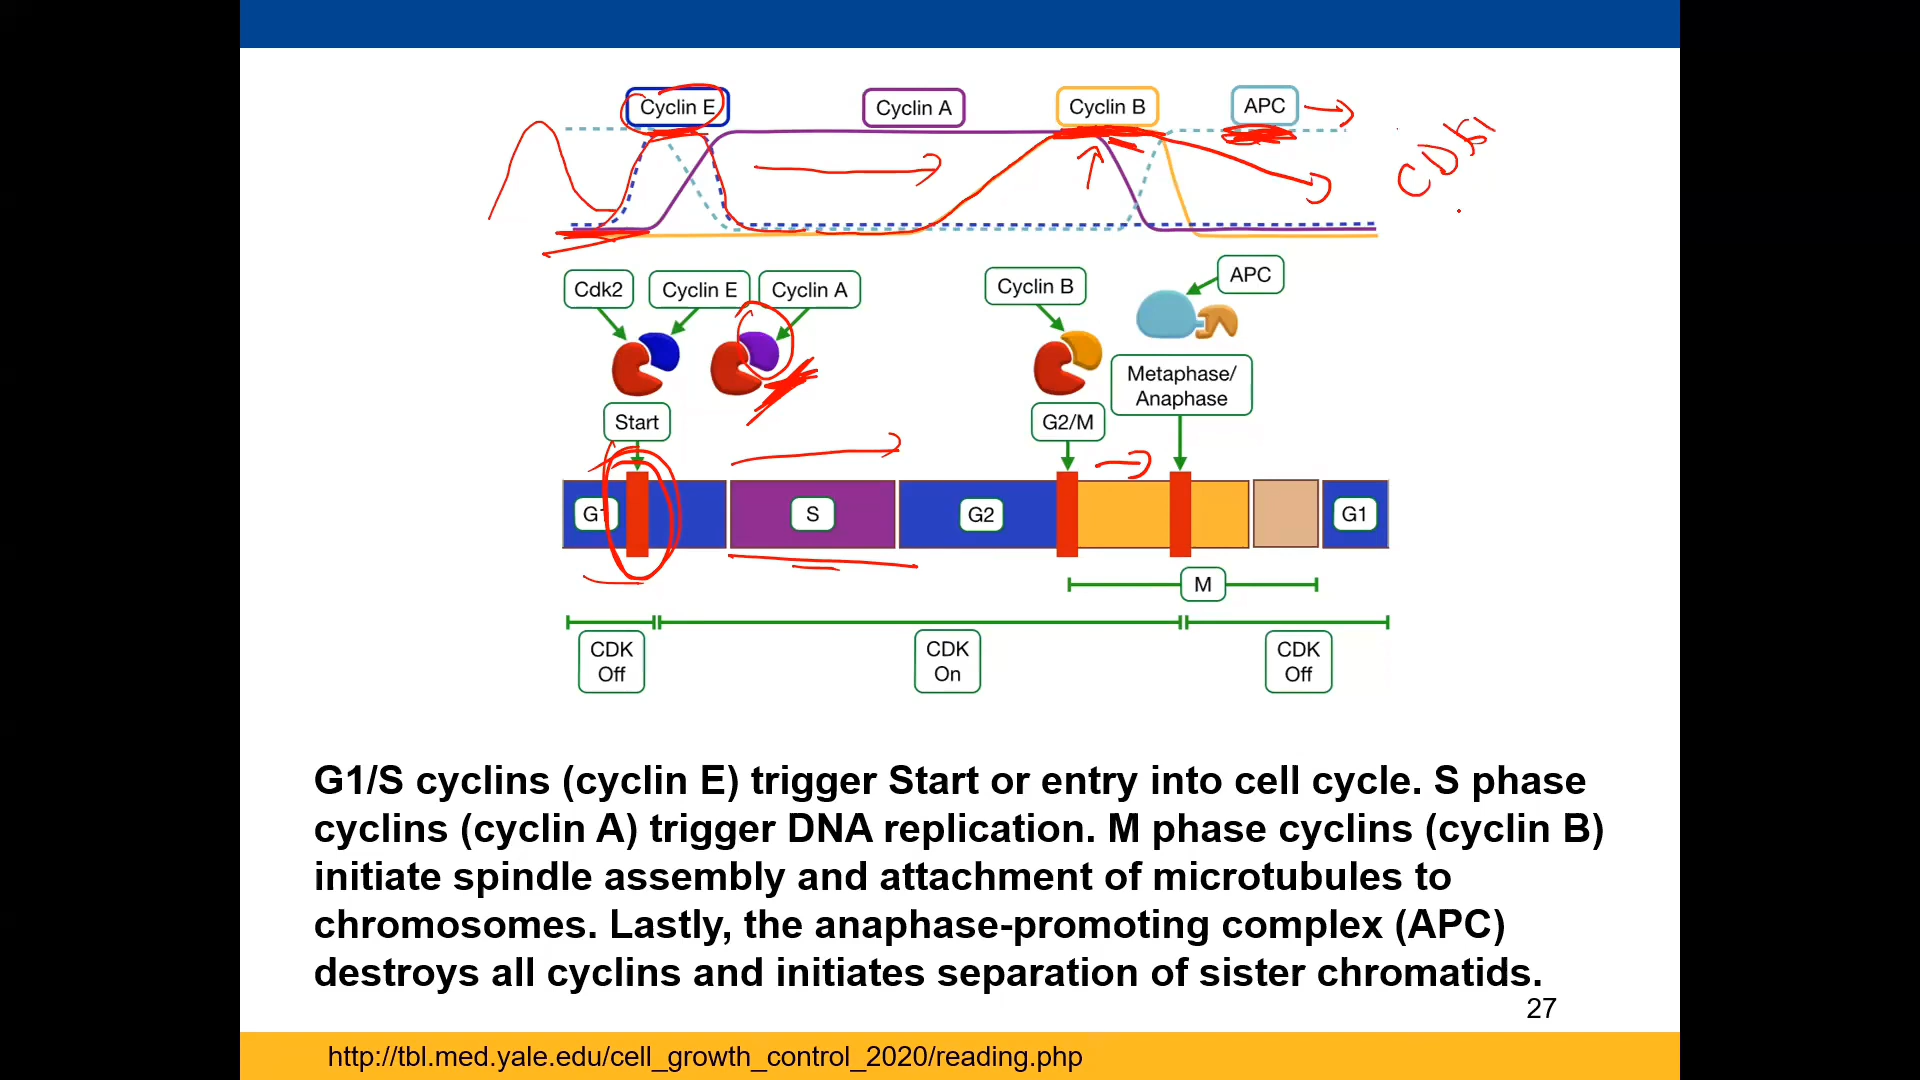 Cyclin E
Cyclin A
Cyclin B
APC
Cdk2
Cyclin E
Cyclin A
Cyclin B
APC
Metaphase/
Anaphase
Start
G2/M
G1
S
G2
G1
M
CDK
Off
CDK
On
CDK
Off
G1/S cyclins (cyclin E) trigger Start or entry into cell cycle. S phase
cyclins (cyclin A) trigger DNA replication. M phase cyclins (cyclin B)
initiate spindle assembly and attachment of microtubules to
chromosomes. Lastly, the anaphase-promoting complex (APC)
destroys all cyclins and initiates separation of sister chromatids.
27
http://tbl.med.yale.edu/cell_growth_control_2020/reading.php